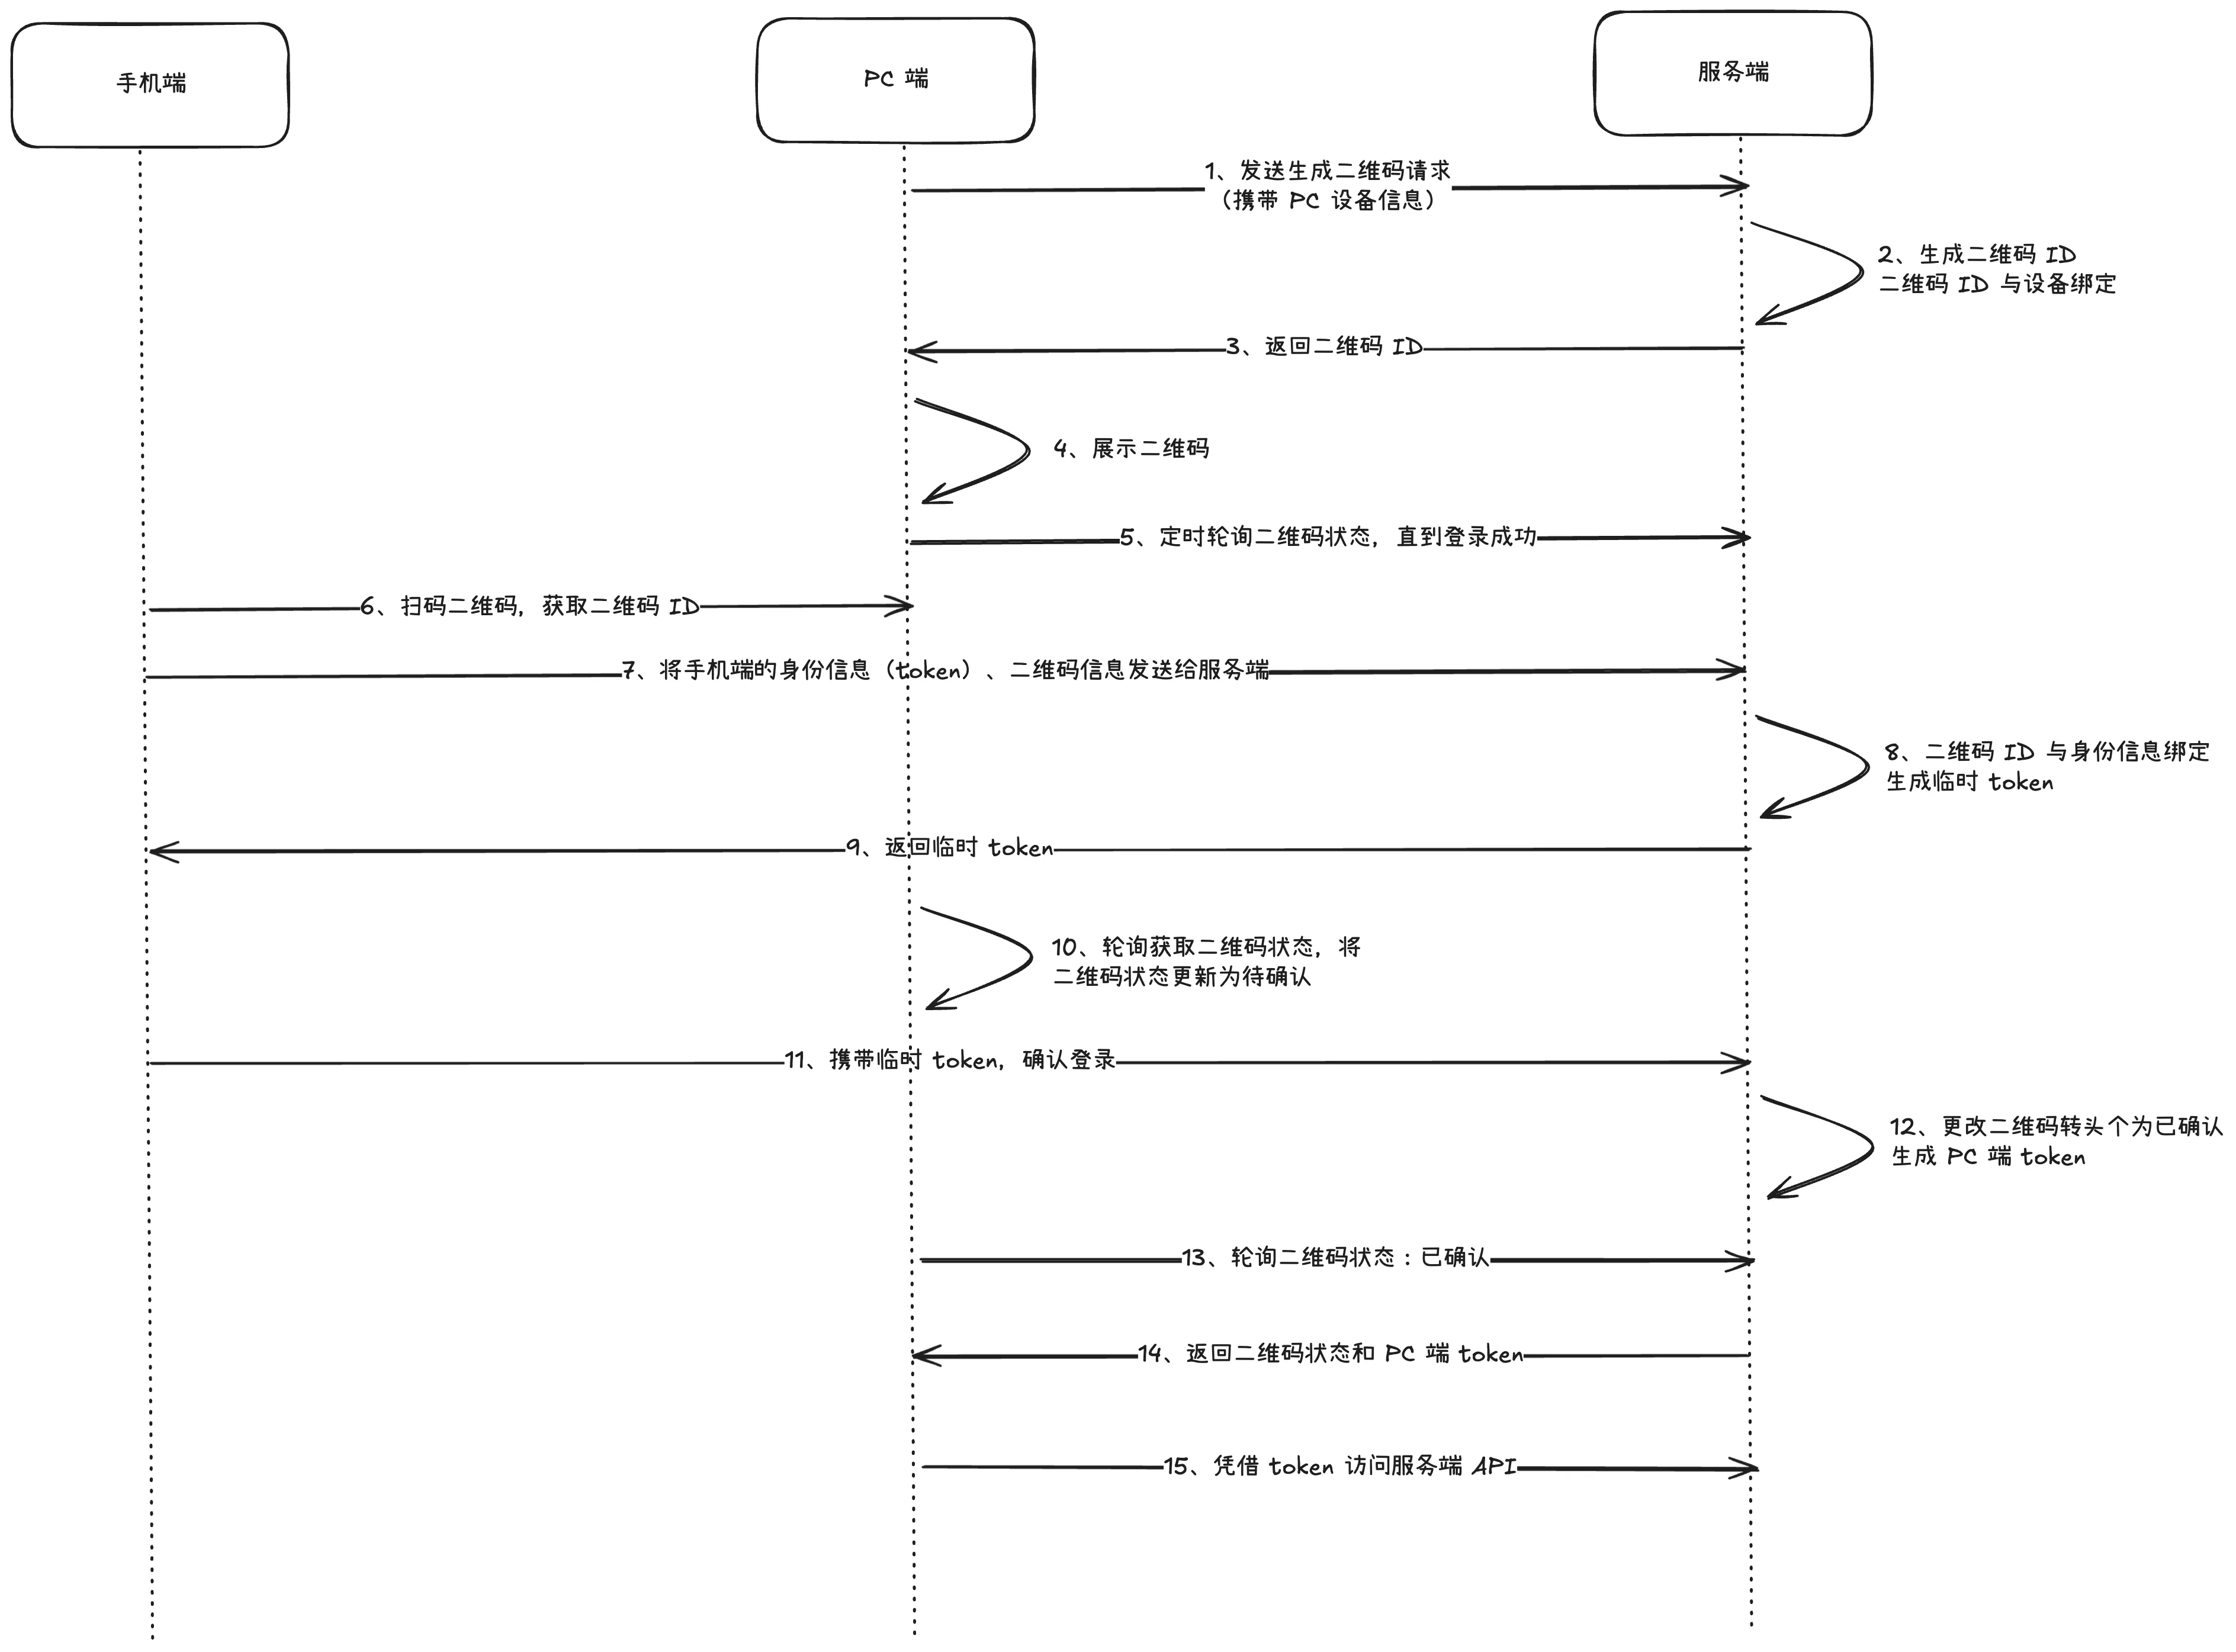 手机端
PC 端
服务端
1、发送生成二维码请求
（携带 PC 设备信息）
2、生成二维码 ID
二维码 ID 与设备绑定
3、返回二维码 ID
4、展示二维码
5、定时轮询二维码状态，直到登录成功
6、扫码二维码，获取二维码 ID
7、将手机端的身份信息（token）、二维码信息发送给服务端
8、二维码 ID 与身份信息绑定
生成临时 token
9、返回临时 token
10、轮询获取二维码状态，将
二维码状态更新为待确认
11、携带临时 token，确认登录
12、更改二维码转头个为已确认
生成 PC 端 token
13、轮询二维码状态：已确认
14、返回二维码状态和 PC 端 token
15、凭借 token 访问服务端 API